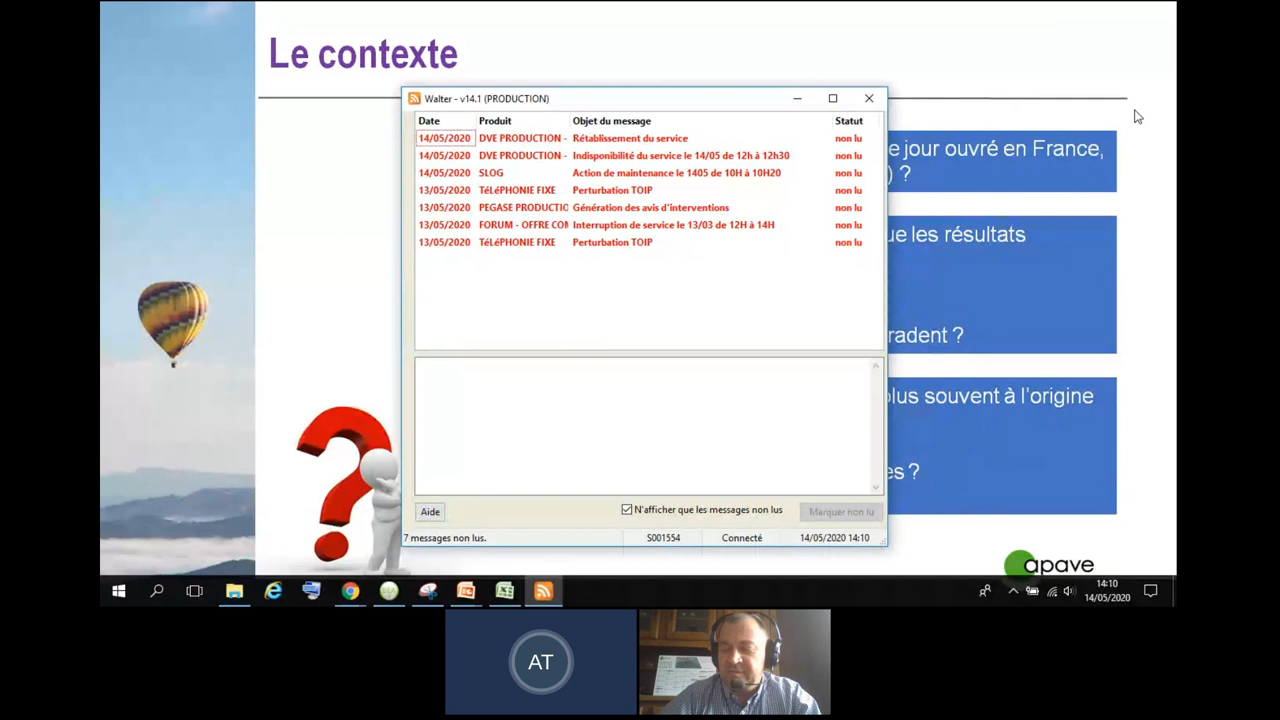 Le contexte
Walter - v14.1 (PRODUCTION)
Date Produit Objet du message Statut
14/05/2020 DVE PRODUCTION - Rétablissement du service non lu
14/05/2020 DVE PRODUCTION - Indisponibilité du service le 14/05 de 12h à 12h30 non lu
14/05/2020 SLOG Action de maintenance le 1405 de 10H à 10H20 non lu
13/05/2020 TéLéPHONIE FIXE Perturbation TOIP non lu
13/05/2020 PEGASE PRODUCTIO Génération des avis d'interventions non lu
13/05/2020 FORUM - OFFRE COM Interruption de service le 13/03 de 12H à 14H non lu
13/05/2020 TéLéPHONIE FIXE Perturbation TOIP non lu
e jour ouvré en France,
) ?
ue les résultats
radent ?
plus souvent à l'origine
es ?
Aide N'afficher que les messages non lus Marquer non lu
7 messages non lus. S001554 Connecté 14/05/2020 14:10
apave
14:10
14/05/2020
AT